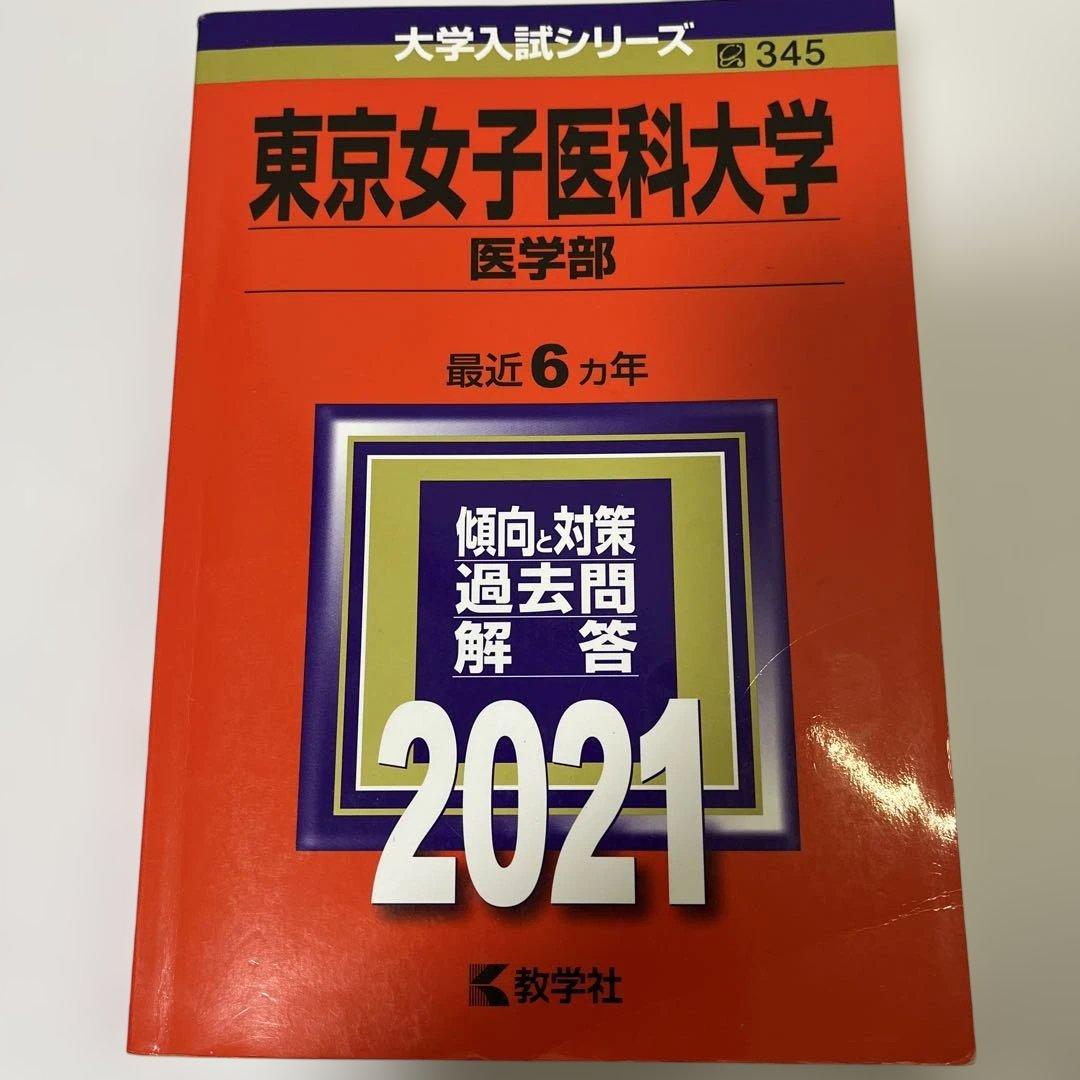 大学入試シリーズ 345
東京女子医科大学
医学部
最近6ヵ年
傾向と対策
過去問
解答
2021
教学社